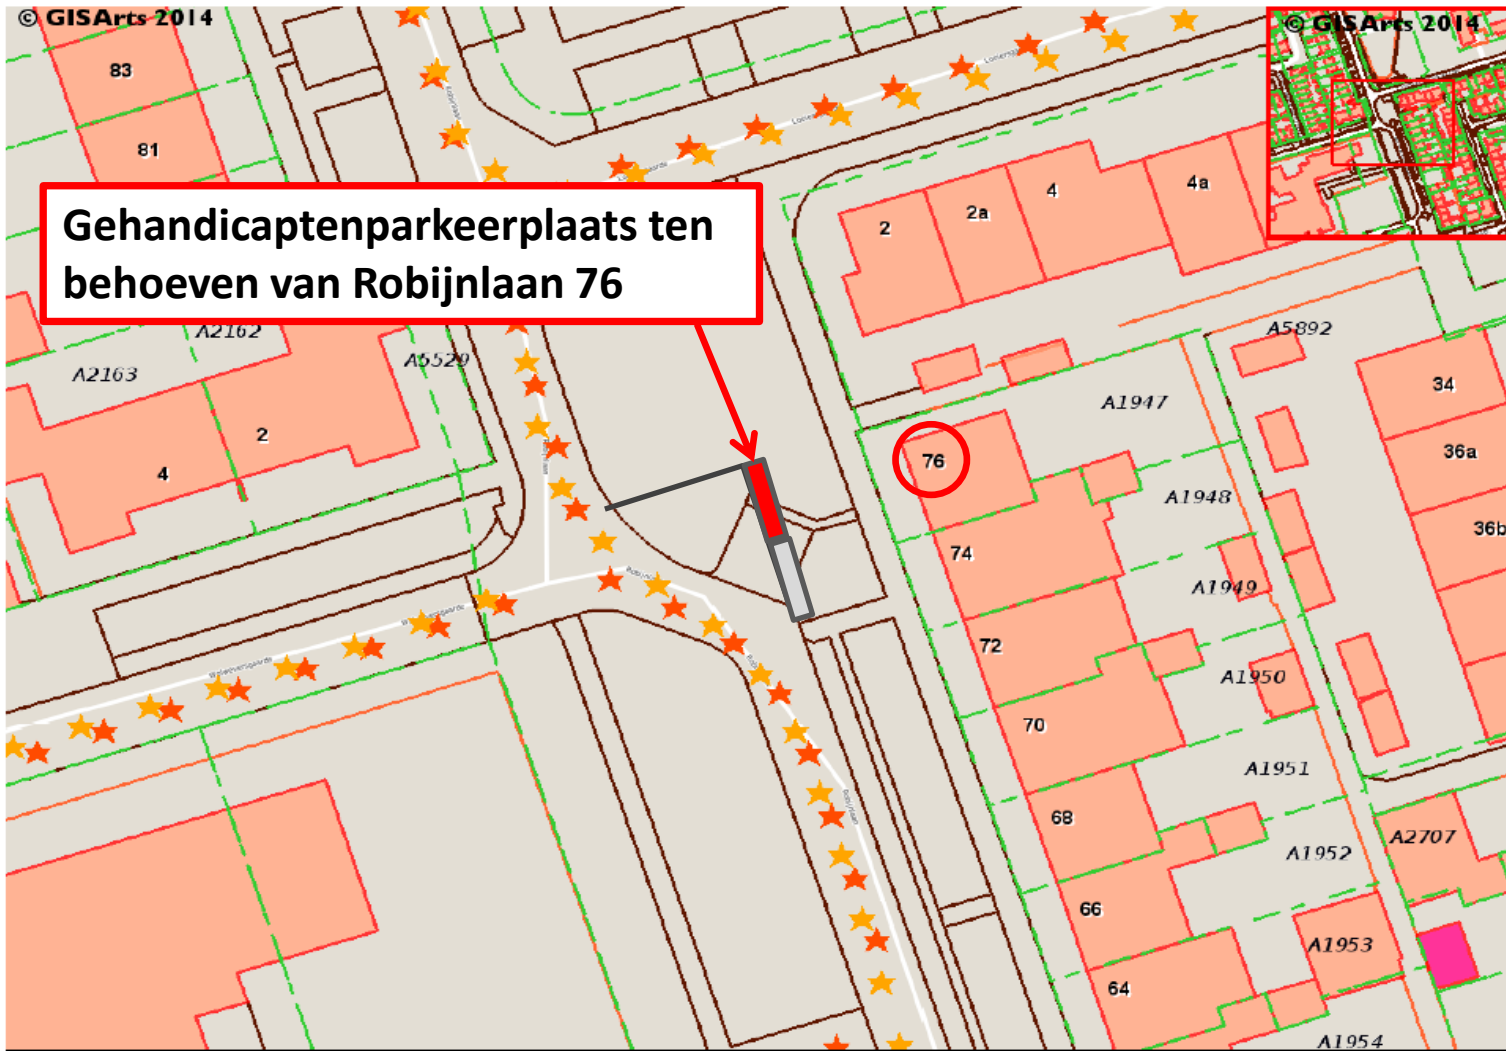 © GISArts 2014
© GISArts 2014
83
81
Gehandicaptenparkeerplaats ten
behoeven van Robijnlaan 76
2
2a
4
4a
A2162
A2163
A5529
A5892
2
4
76
A1947
34
36a
A1948
36b
74
A1949
72
A1950
70
A1951
68
A1952
A2707
66
A1953
64
A1954
Robijnlaan